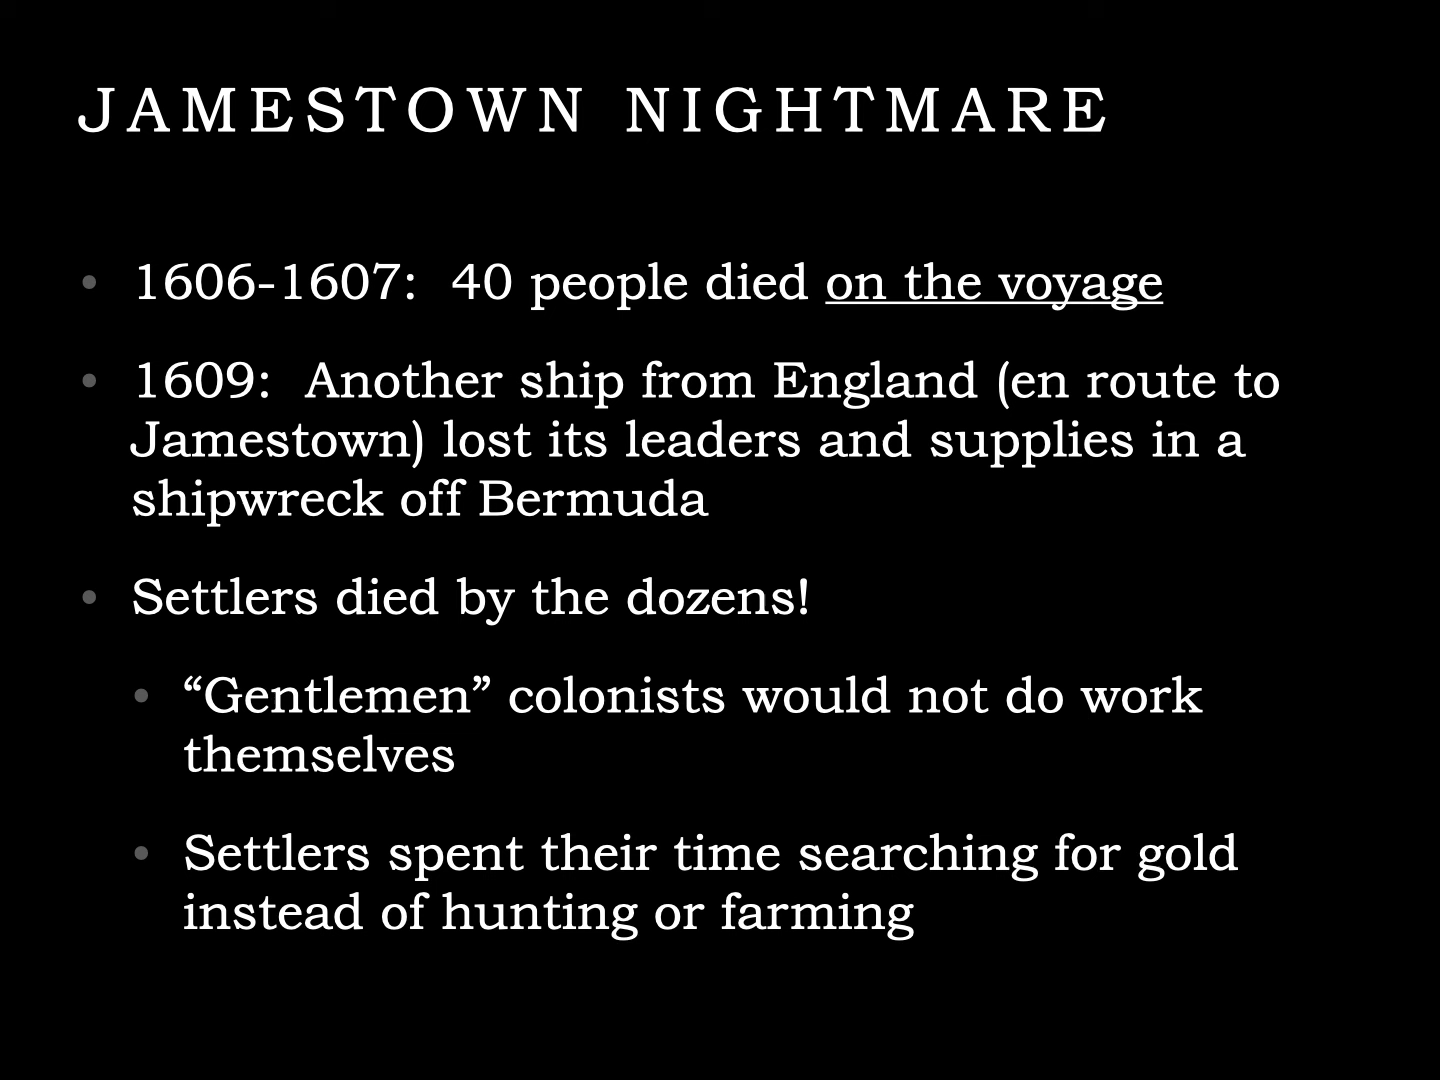 JAMESTOWN NIGHTMARE
• 1606-1607:  40 people died on the voyage
• 1609:  Another ship from England (en route to
Jamestown) lost its leaders and supplies in a
shipwreck off Bermuda
• Settlers died by the dozens!
• “Gentlemen” colonists would not do work
themselves
• Settlers spent their time searching for gold
instead of hunting or farming